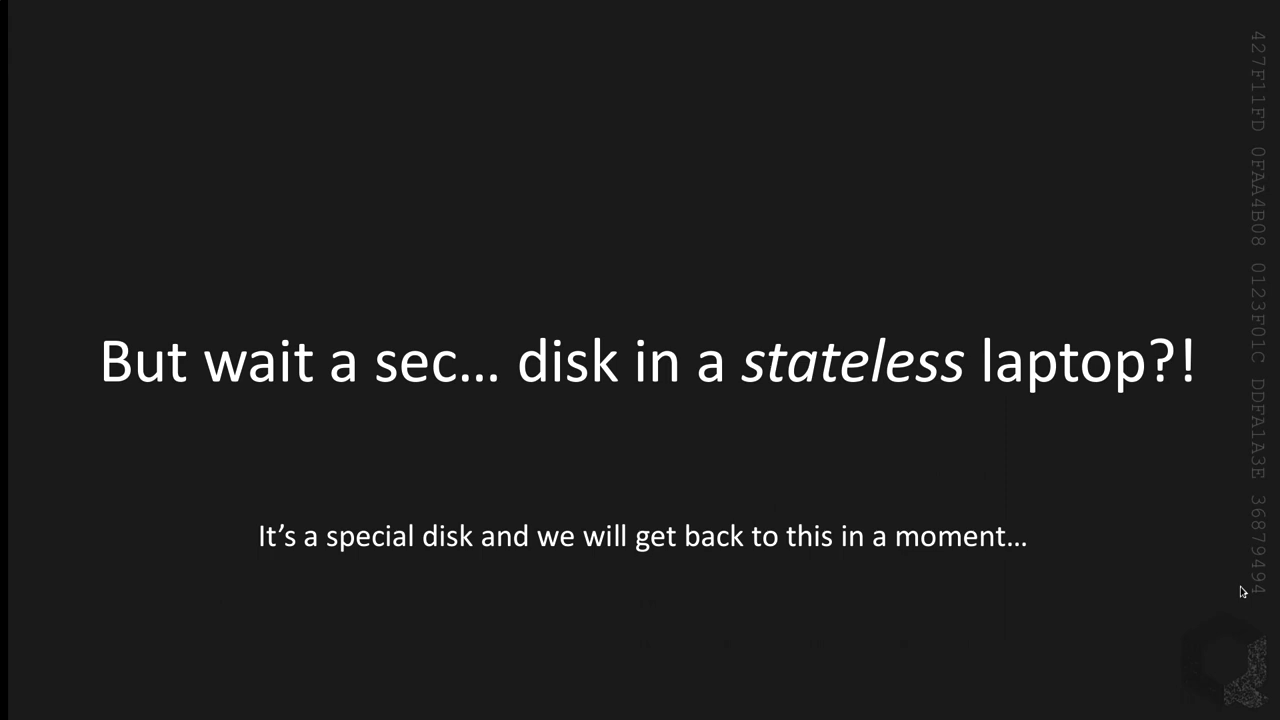 But wait a sec… disk in a stateless laptop?!
It’s a special disk and we will get back to this in a moment…
427F11FD 0FAA4B08 0123F01C DDFA1A3E 36879494